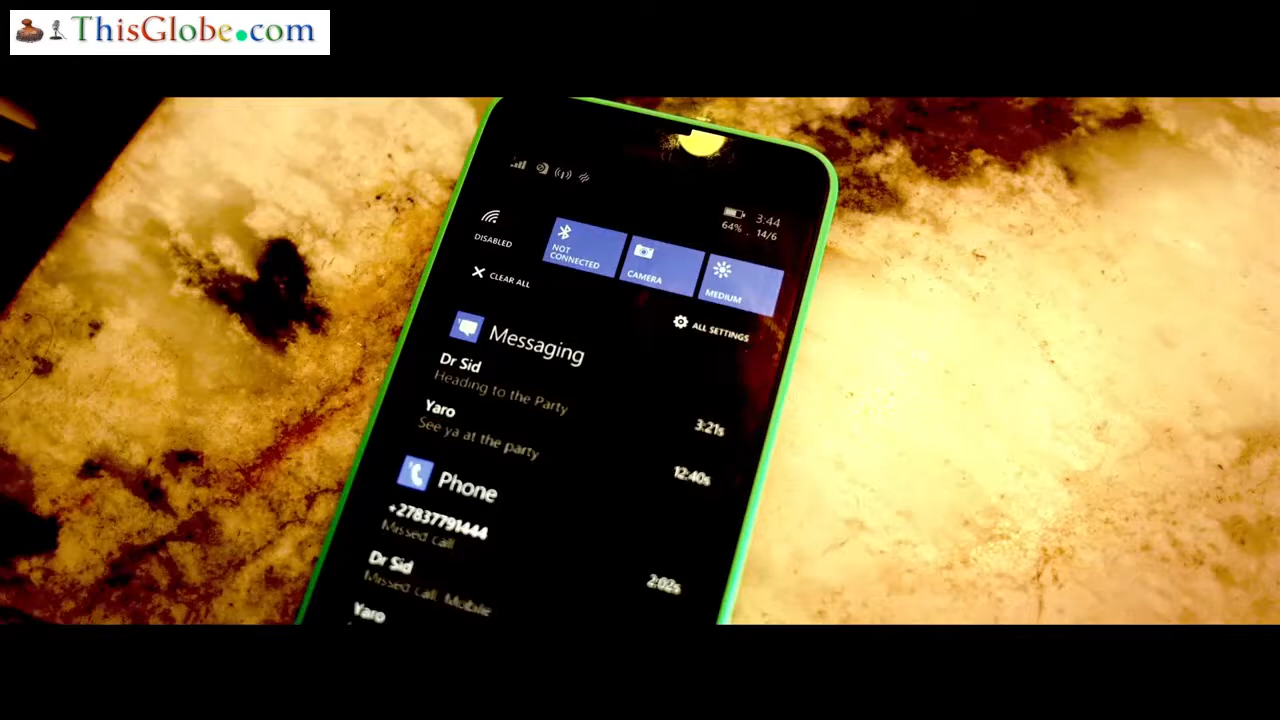 ThisGlobe.com
3:44
64% . 14/6
DISABLED
NOT CONNECTED
CAMERA
MEDIUM
CLEAR ALL
ALL SETTINGS
Messaging
Dr Sid
Heading to the Party
3:21s
Yaro
See ya at the party
12:40s
Phone
+27837791444
Missed Call
Dr Sid
Missed call, Mobile
2:02s
Yaro